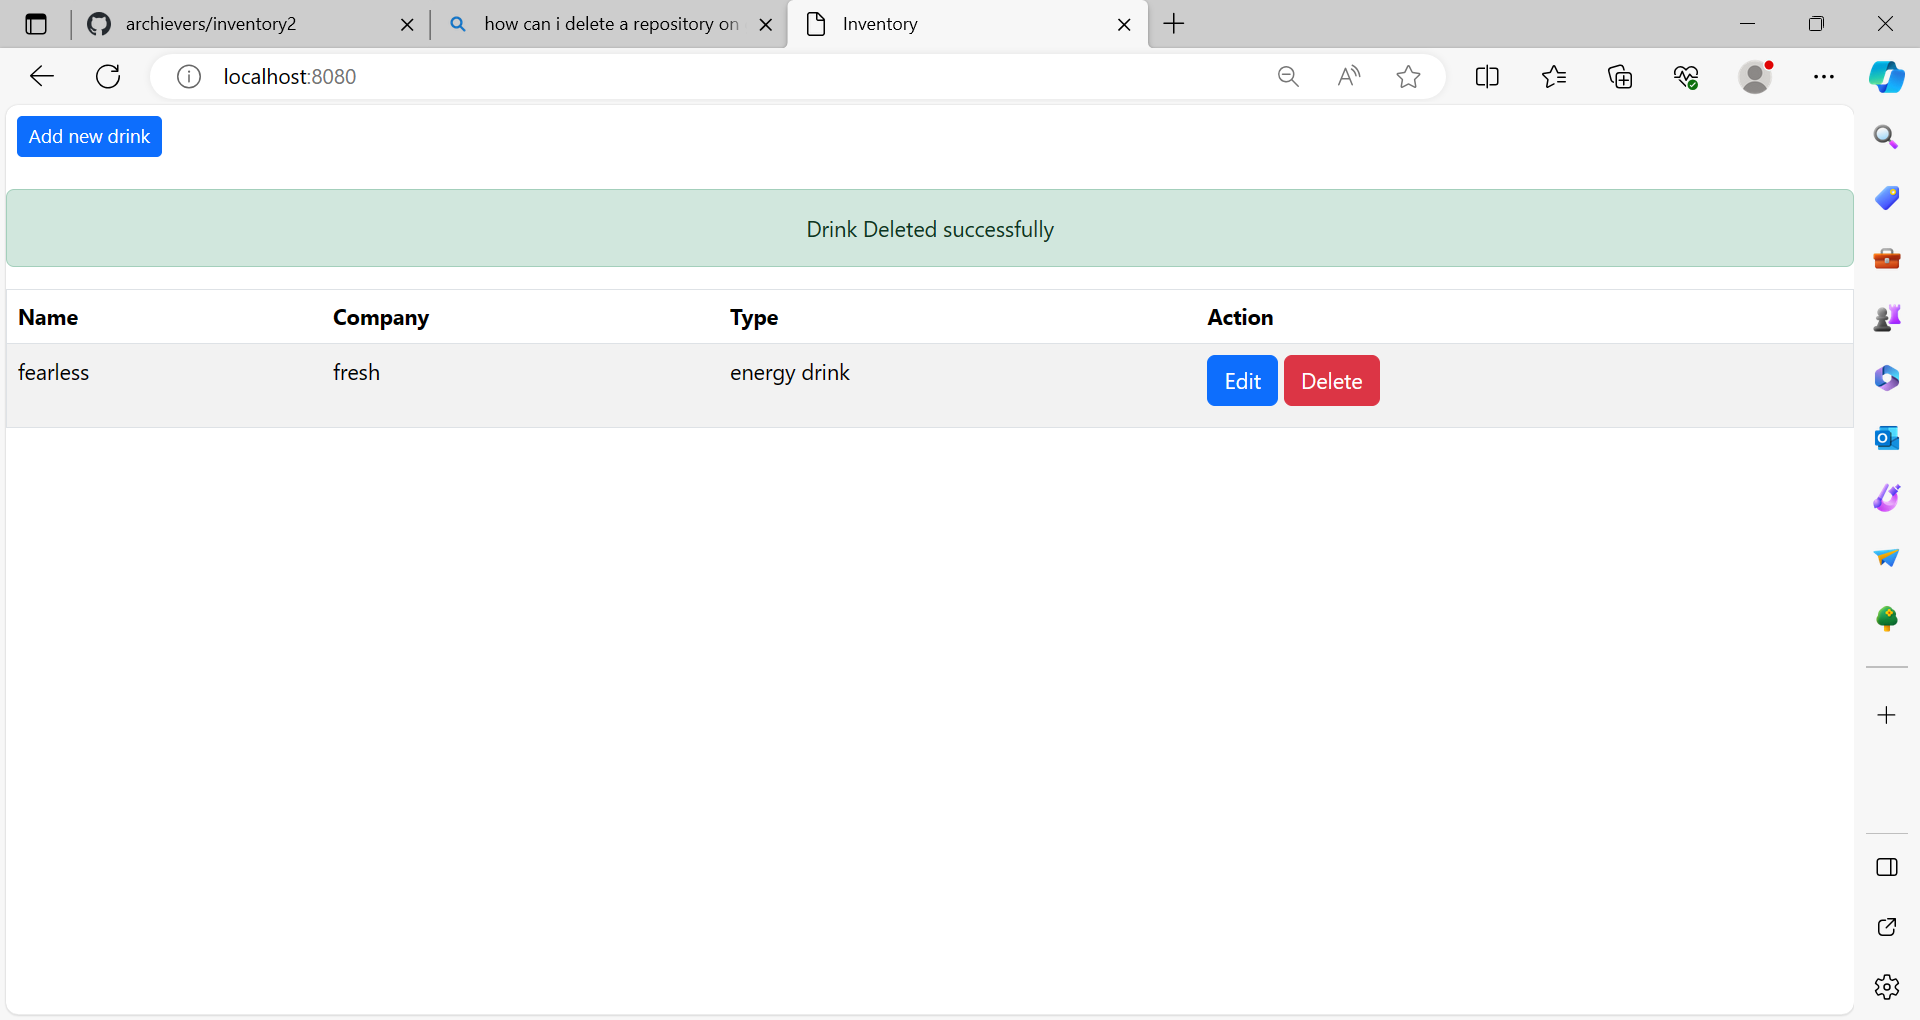 archievers/inventory2
how can i delete a repository on
Inventory
localhost:8080
Add new drink
Drink Deleted successfully
Name Company Type Action
fearless fresh energy drink Edit Delete